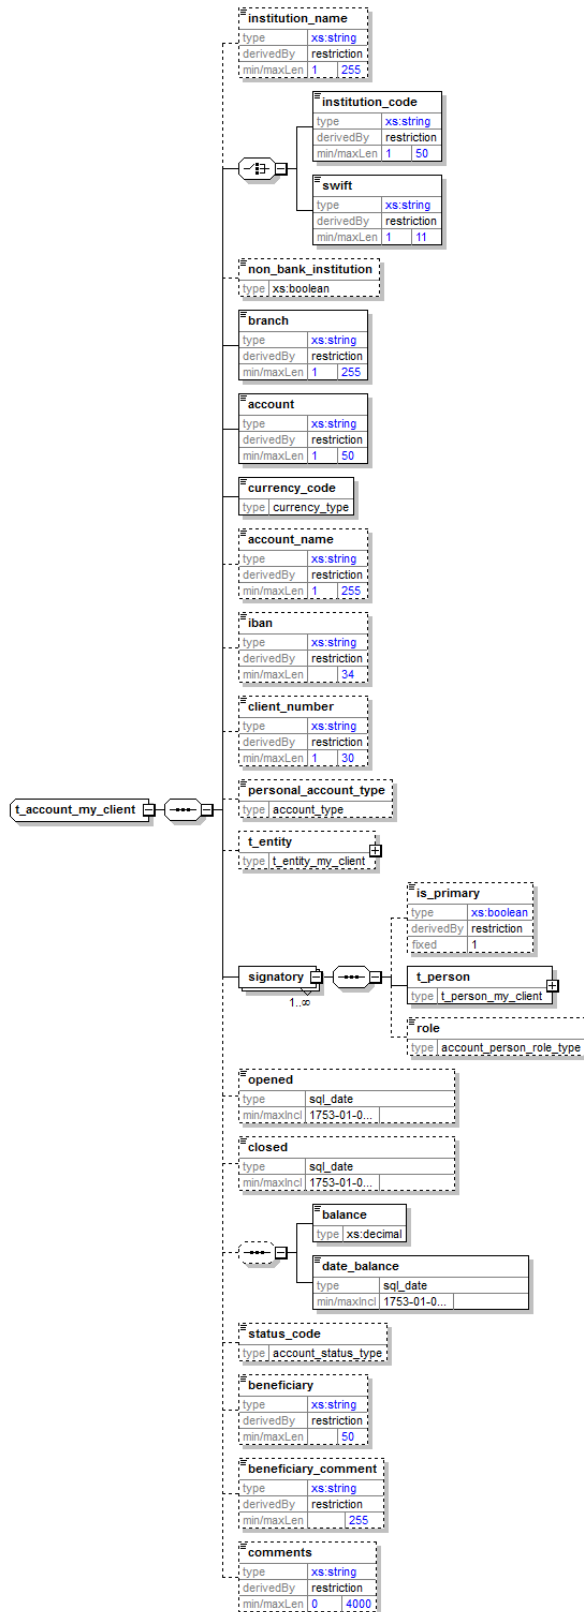 institution_name
type xs:string
derivedBy restriction
min/maxLen 1 255
institution_code
type xs:string
derivedBy restriction
min/maxLen 1 50
swift
type xs:string
derivedBy restriction
min/maxLen 1 11
non_bank_institution
type xs:boolean
branch
type xs:string
derivedBy restriction
min/maxLen 1 255
account
type xs:string
derivedBy restriction
min/maxLen 1 50
currency_code
type currency_type
account_name
type xs:string
derivedBy restriction
min/maxLen 1 255
iban
type xs:string
derivedBy restriction
min/maxLen 34
client_number
type xs:string
derivedBy restriction
min/maxLen 1 30
t_account_my_client
personal_account_type
type account_type
t_entity
type t_entity_my_client
signatory
1..∞
is_primary
type xs:boolean
derivedBy restriction
fixed 1
t_person
type t_person_my_client
role
type account_person_role_type
opened
type sql_date
min/maxIncl 1753-01-0...
closed
type sql_date
min/maxIncl 1753-01-0...
balance
type xs:decimal
date_balance
type sql_date
min/maxIncl 1753-01-0...
status_code
type account_status_type
beneficiary
type xs:string
derivedBy restriction
min/maxLen 50
beneficiary_comment
type xs:string
derivedBy restriction
min/maxLen 255
comments
type xs:string
derivedBy restriction
min/maxLen 0 4000